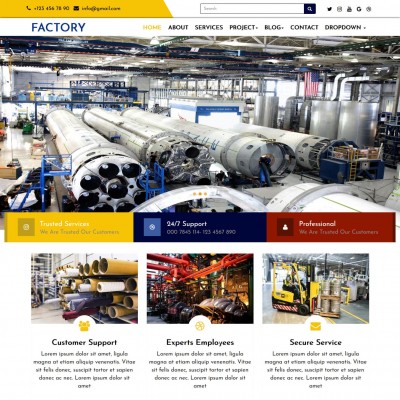 +123 456 78 90 info@gmail.com Search
FACTORY HOME ABOUT SERVICES PROJECT BLOG CONTACT DROPDOWN
Trusted Services
We Are Trusted Our Customers
24/7 Support
000 7845 114- 123 4567 890
Professional
We Are Trusted Our Customers
Customer Support
Lorem ipsum dolor sit amet, ligula
magna at etiam aliquip venenatis.
Vitae sit felis donec, suscipit
tortor et sapien donec ac nec.
Lorem ipsum dolor sit amet
Experts Employees
Lorem ipsum dolor sit amet, ligula
magna at etiam aliquip venenatis.
Vitae sit felis donec, suscipit
tortor et sapien donec ac nec.
Lorem ipsum dolor sit amet
Secure Service
Lorem ipsum dolor sit amet, ligula
magna at etiam aliquip venenatis.
Vitae sit felis donec, suscipit
tortor et sapien donec ac nec.
Lorem ipsum dolor sit amet